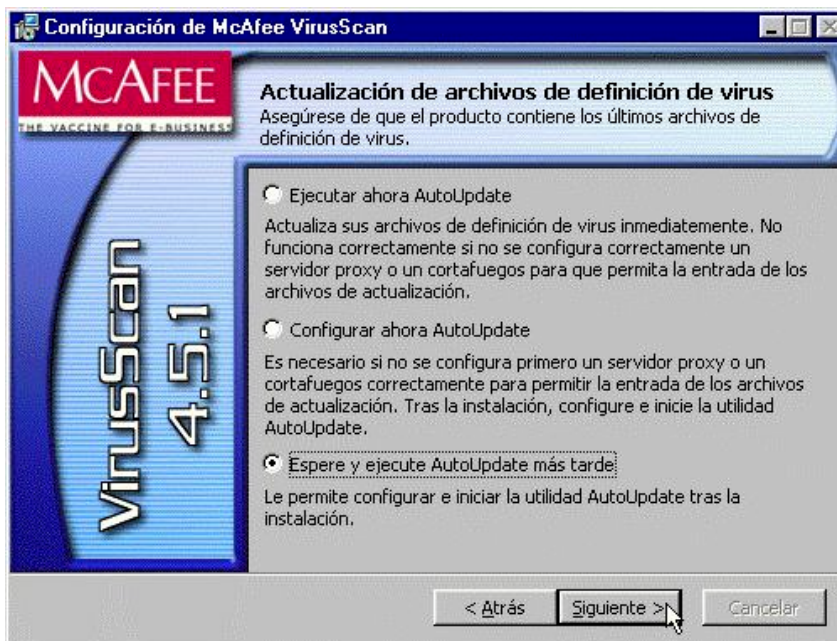 Configuración de McAfee VirusScan
McAFEE
THE VACCINE FOR E-BUSINESS
VirusScan
4.5.1
Actualización de archivos de definición de virus
Asegúrese de que el producto contiene los últimos archivos de
definición de virus.
Ejecutar ahora AutoUpdate
Actualiza sus archivos de definición de virus inmediatamente. No
funciona correctamente si no se configura correctamente un
servidor proxy o un cortafuegos para que permita la entrada de los
archivos de actualización.
Configurar ahora AutoUpdate
Es necesario si no se configura primero un servidor proxy o un
cortafuegos correctamente para permitir la entrada de los archivos
de actualización. Tras la instalación, configure e inicie la utilidad
AutoUpdate.
Espere y ejecute AutoUpdate más tarde
Le permite configurar e iniciar la utilidad AutoUpdate tras la
instalación.
< Atrás
Siguiente >
Cancelar